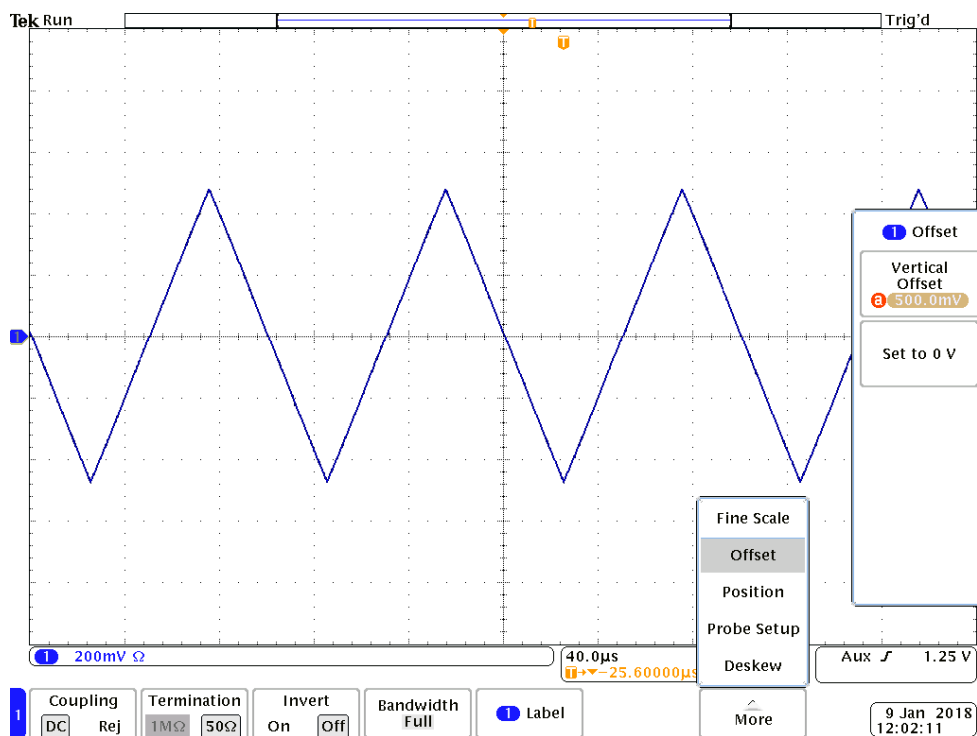 Tek Run Trig'd
T
T
1
1 Offset
Vertical
Offset
a 500.0mV
Set to 0 V
Fine Scale
Offset
Position
Probe Setup
Deskew
1 200mV Ω
40.0µs
T→▼−25.60000µs
Aux ƒ 1.25 V
1
Coupling
DC Rej
Termination
1MΩ 50Ω
Invert
On Off
Bandwidth
Full
1 Label
More
9 Jan 2018
12:02:11